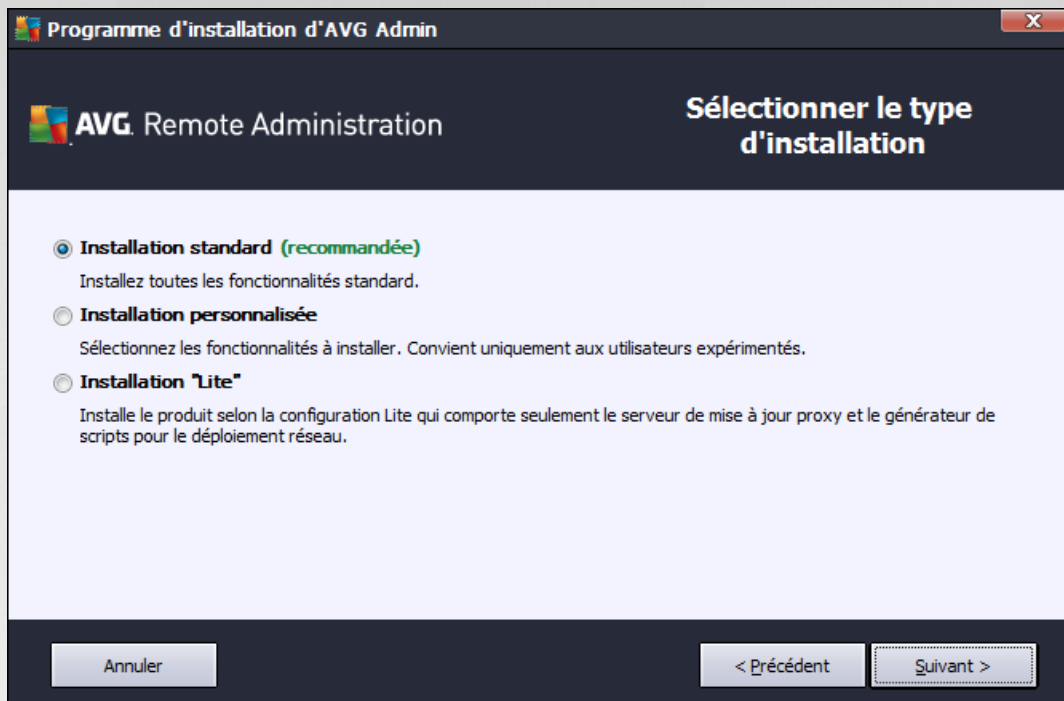 Programme d'installation d'AVG Admin
X
AVG. Remote Administration
Sélectionner le type
d'installation
Installation standard (recommandée)
Installez toutes les fonctionnalités standard.
Installation personnalisée
Sélectionnez les fonctionnalités à installer. Convient uniquement aux utilisateurs expérimentés.
Installation "Lite"
Installe le produit selon la configuration Lite qui comporte seulement le serveur de mise à jour proxy et le générateur de
scripts pour le déploiement réseau.
Annuler
< Précédent
Suivant >